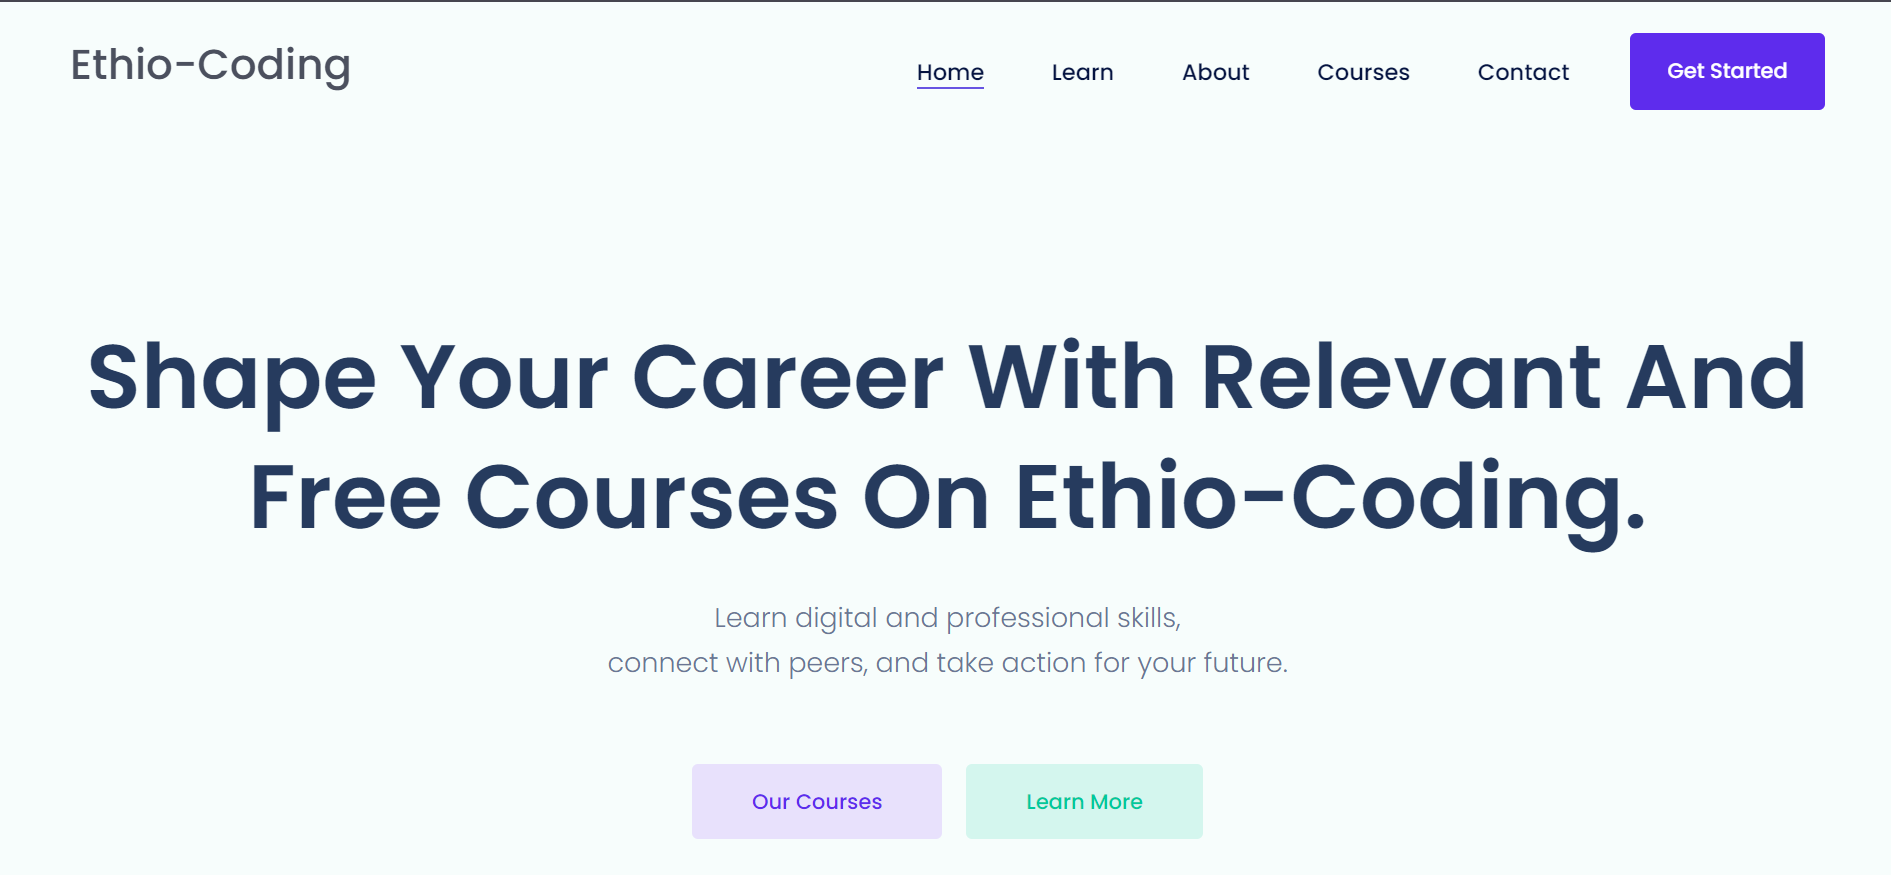 Ethio-Coding
Home Learn About Courses Contact Get Started
Shape Your Career With Relevant And
Free Courses On Ethio-Coding.
Learn digital and professional skills,
connect with peers, and take action for your future.
Our Courses Learn More